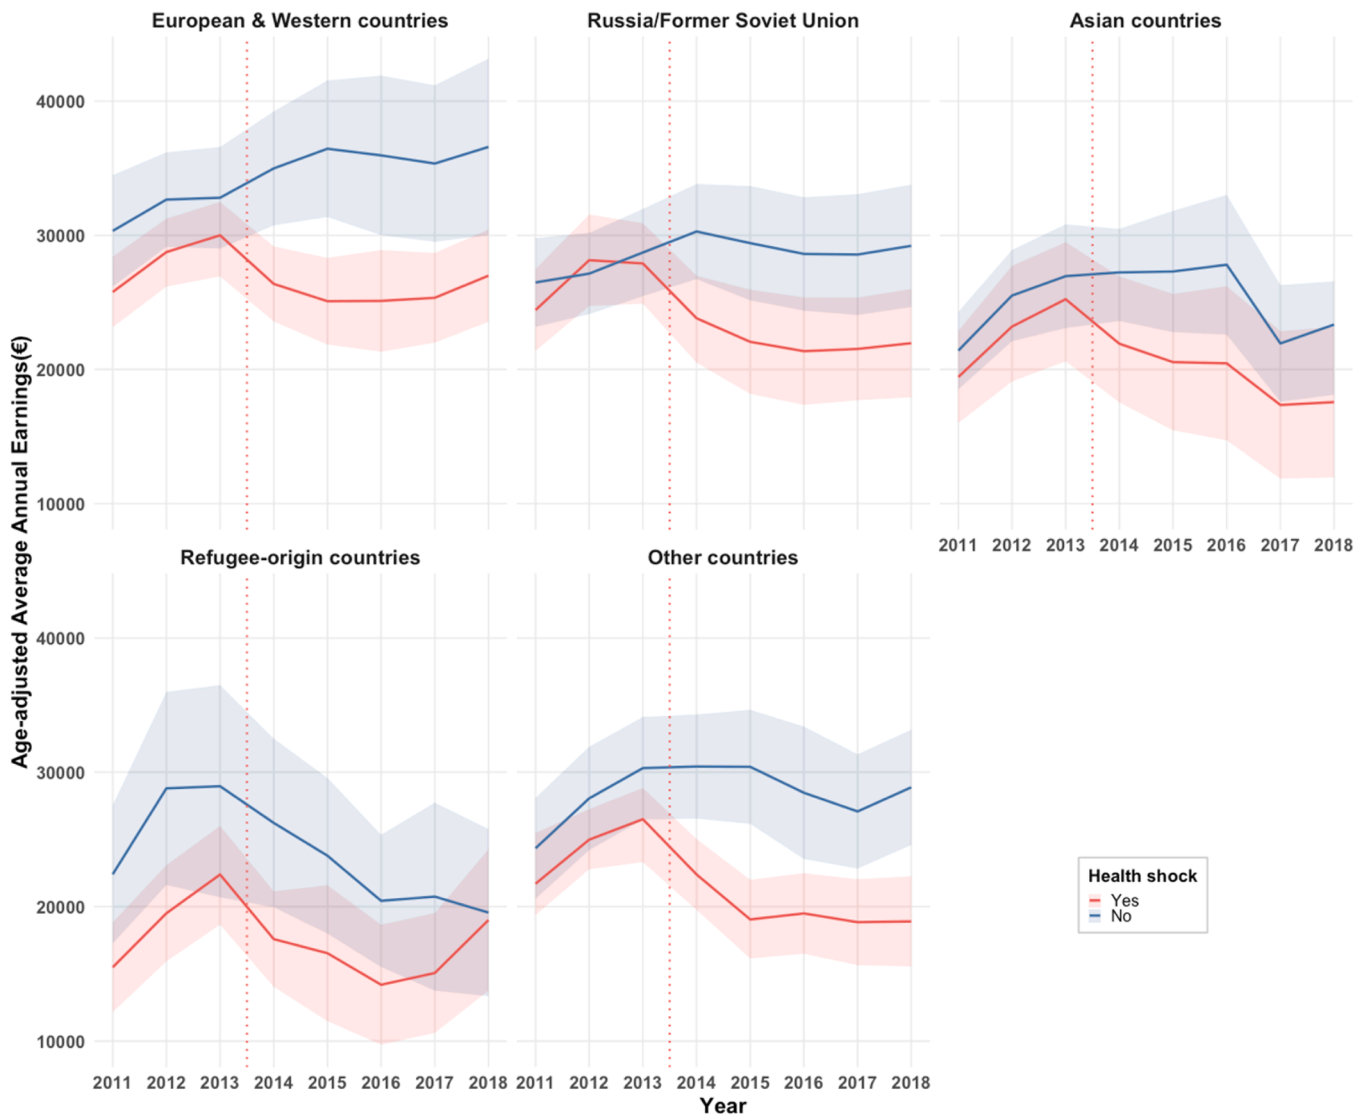 European & Western countries
Russia/Former Soviet Union
Asian countries
40000
30000
20000
10000
2011 2012 2013 2014 2015 2016 2017 2018
Refugee-origin countries
Other countries
40000
30000
20000
10000
2011 2012 2013 2014 2015 2016 2017 2018
2011 2012 2013 2014 2015 2016 2017 2018
Age-adjusted Average Annual Earnings(€)
Year
Health shock
Yes
No